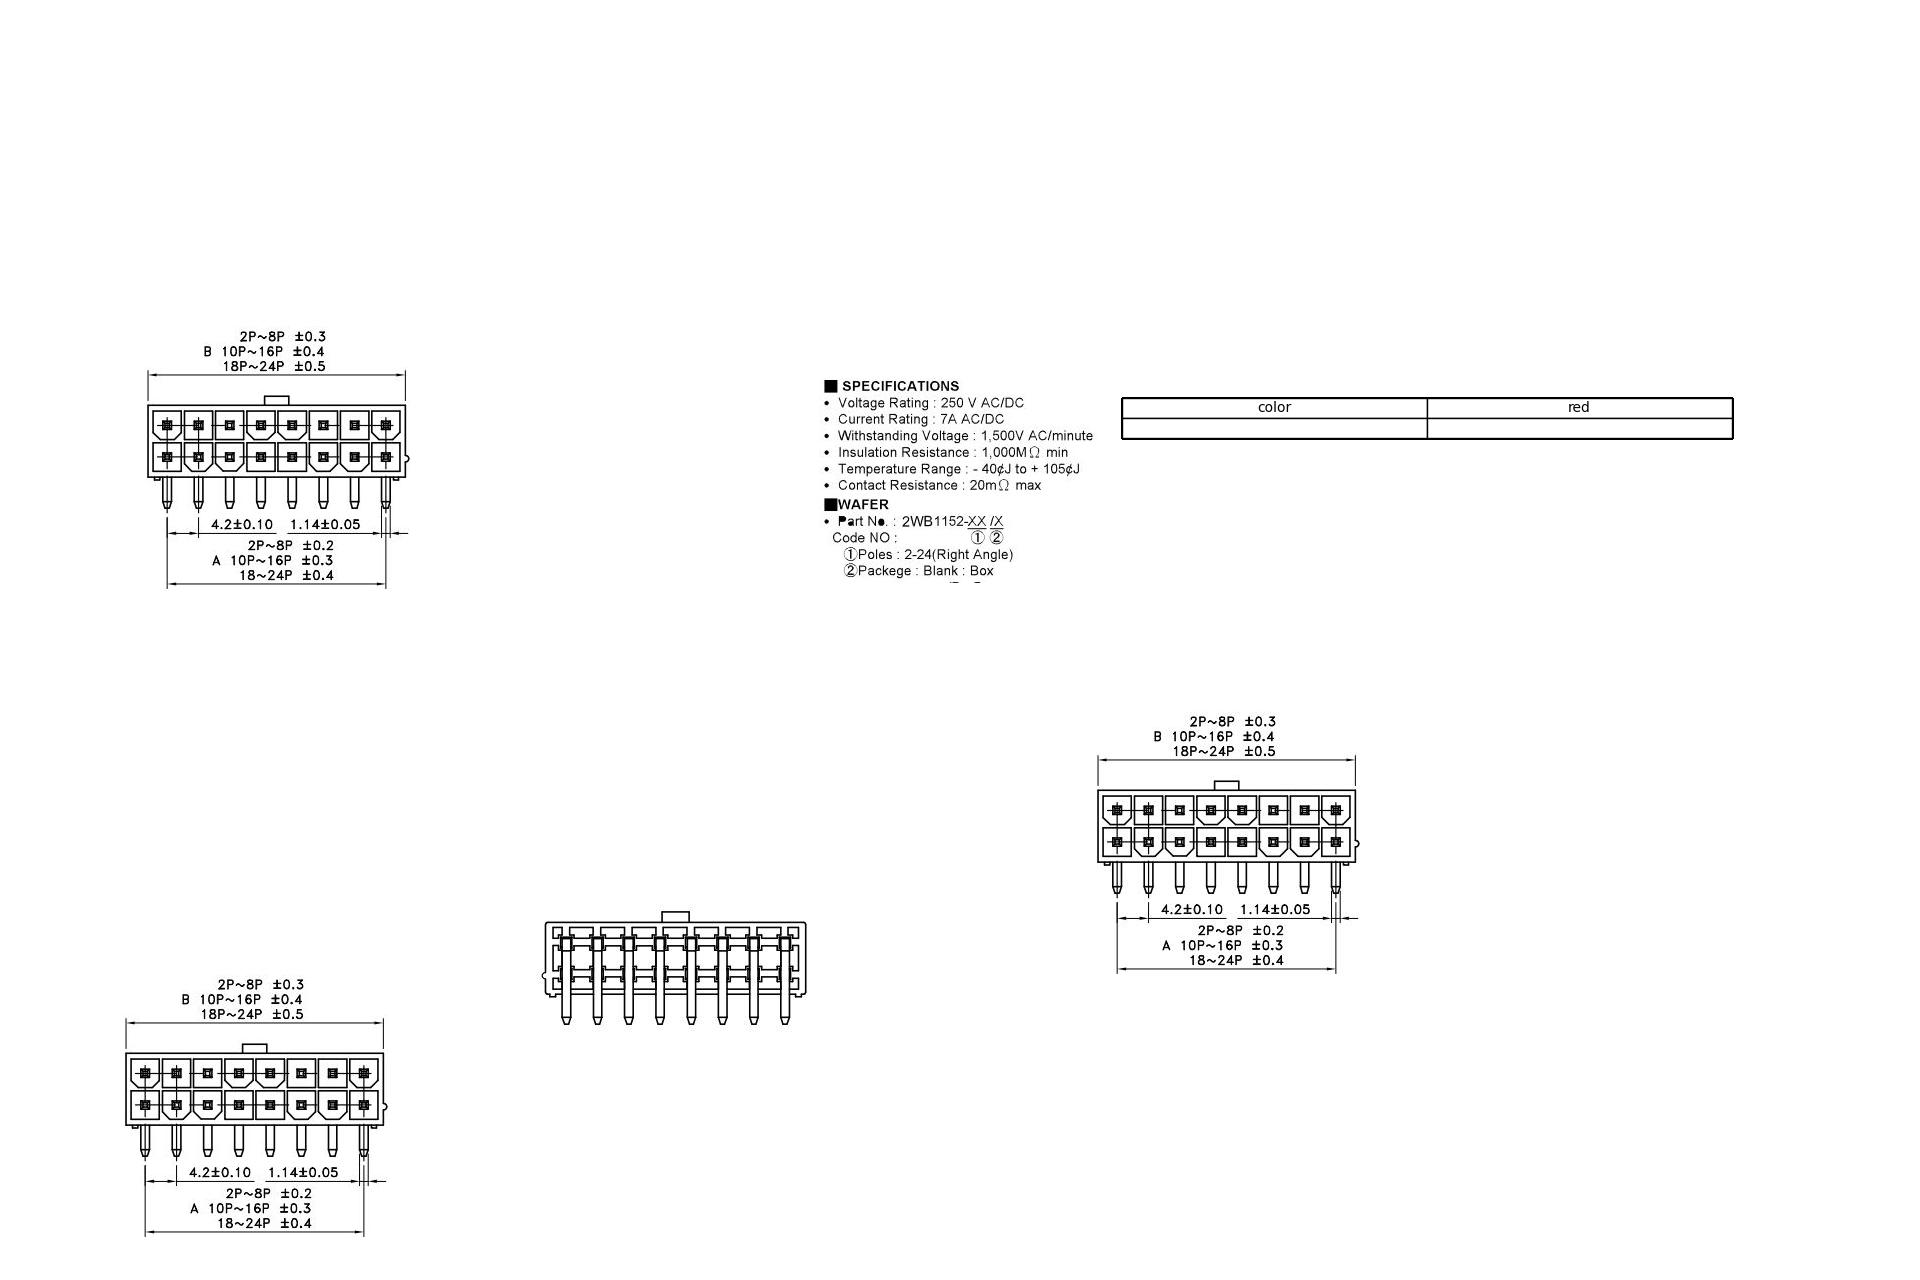 2P~8P ±0.3
B 10P~16P ±0.4
18P~24P ±0.5
4.2±0.10 1.14±0.05
2P~8P ±0.2
A 10P~16P ±0.3
18~24P ±0.4
■ SPECIFICATIONS
• Voltage Rating : 250 V AC/DC
• Current Rating : 7A AC/DC
• Withstanding Voltage : 1,500V AC/minute
• Insulation Resistance : 1,000MΩ min
• Temperature Range : - 40¢J to + 105¢J
• Contact Resistance : 20mΩ max
■WAFER
• Part No. : 2WB1152-XX /X
Code NO : ① ②
①Poles : 2-24(Right Angle)
②Packege : Blank : Box
color red
2P~8P ±0.3
B 10P~16P ±0.4
18P~24P ±0.5
4.2±0.10 1.14±0.05
2P~8P ±0.2
A 10P~16P ±0.3
18~24P ±0.4
2P~8P ±0.3
B 10P~16P ±0.4
18P~24P ±0.5
4.2±0.10 1.14±0.05
2P~8P ±0.2
A 10P~16P ±0.3
18~24P ±0.4